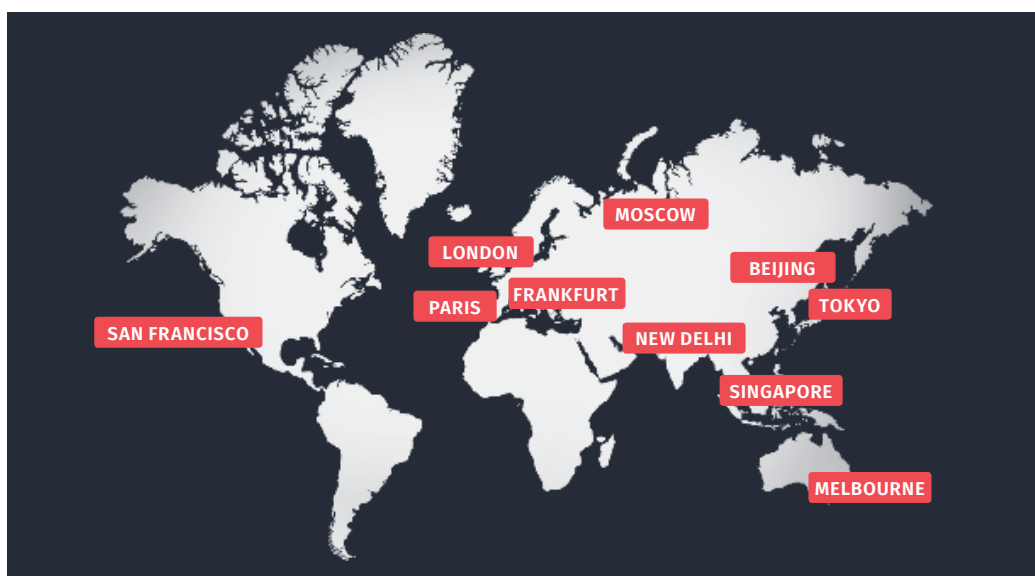 MOSCOW
LONDON
BEIJING
FRANKFURT
PARIS
TOKYO
SAN FRANCISCO
NEW DELHI
SINGAPORE
MELBOURNE